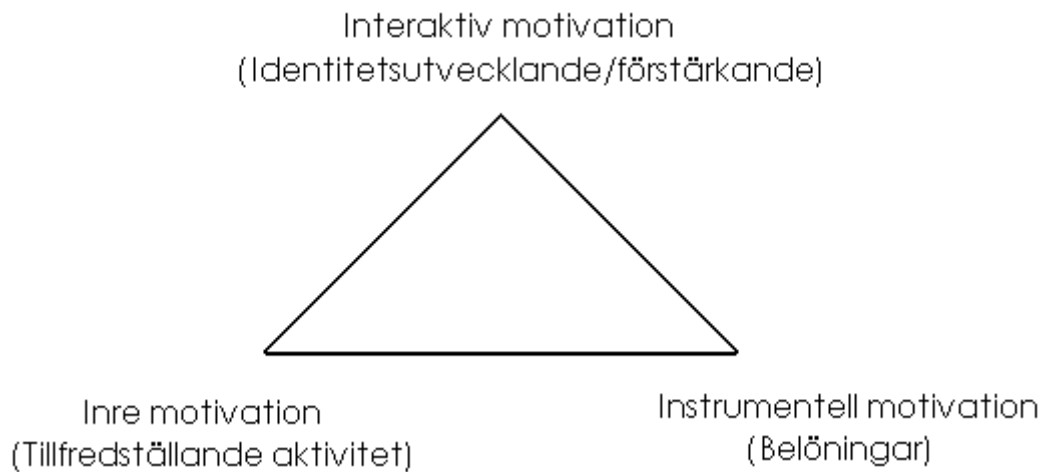 Interaktiv motivation
(Identitetsutvecklande/förstärkande)
Inre motivation
(Tillfredställande aktivitet)
Instrumentell motivation
(Belöningar)